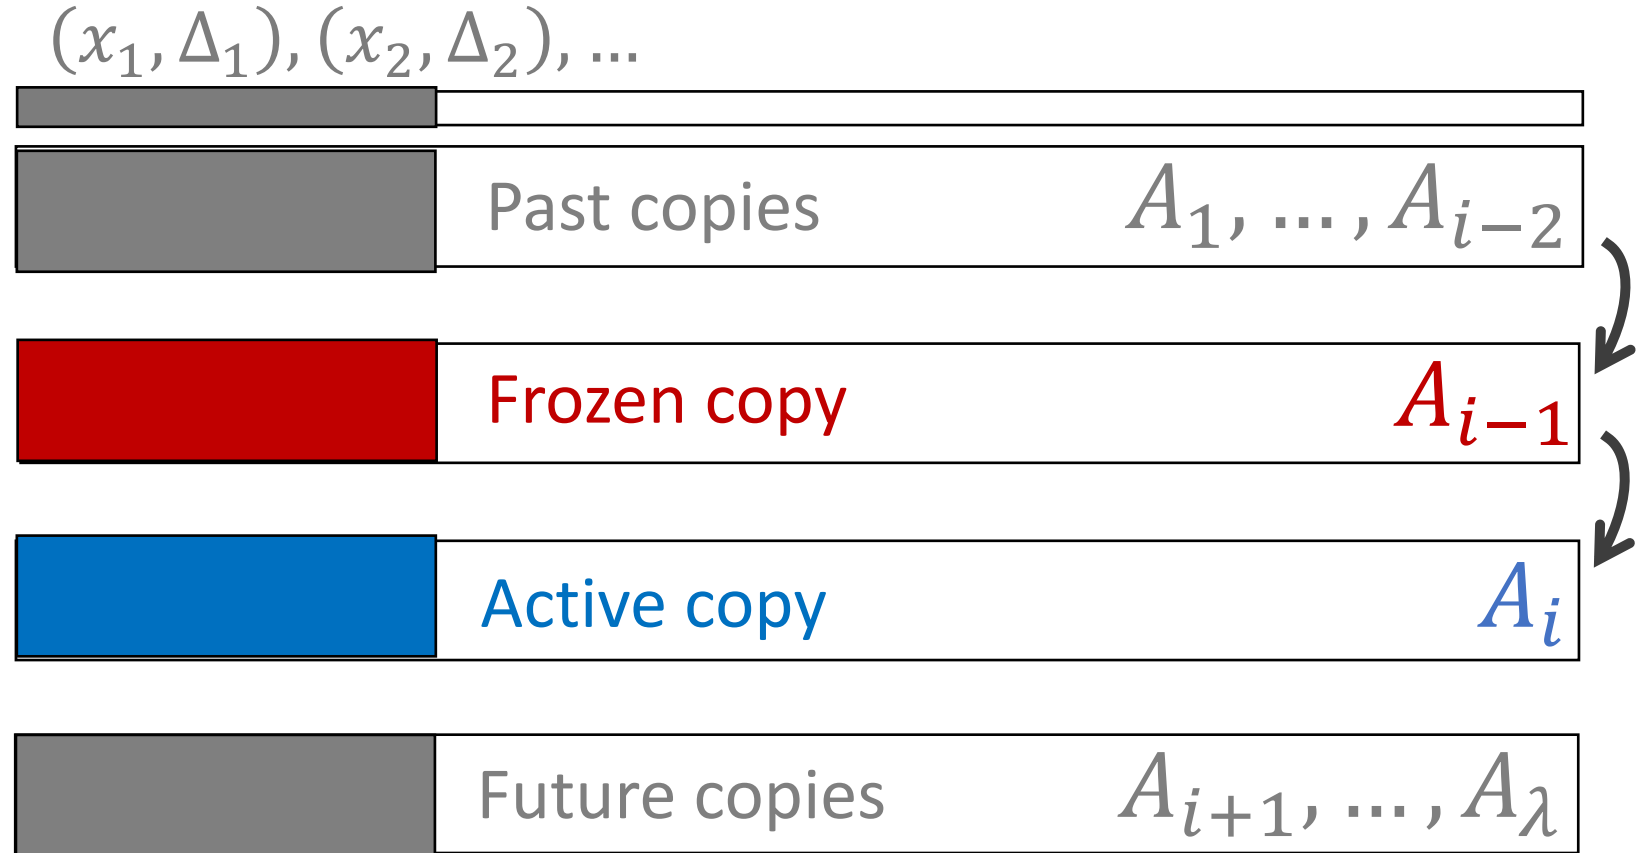 (x₁, Δ₁), (x₂, Δ₂), ...
Past copies A₁, ... , Aᵢ₋₂
Frozen copy Aᵢ₋₁
Active copy Aᵢ
Future copies Aᵢ₊₁, ... , A_λ